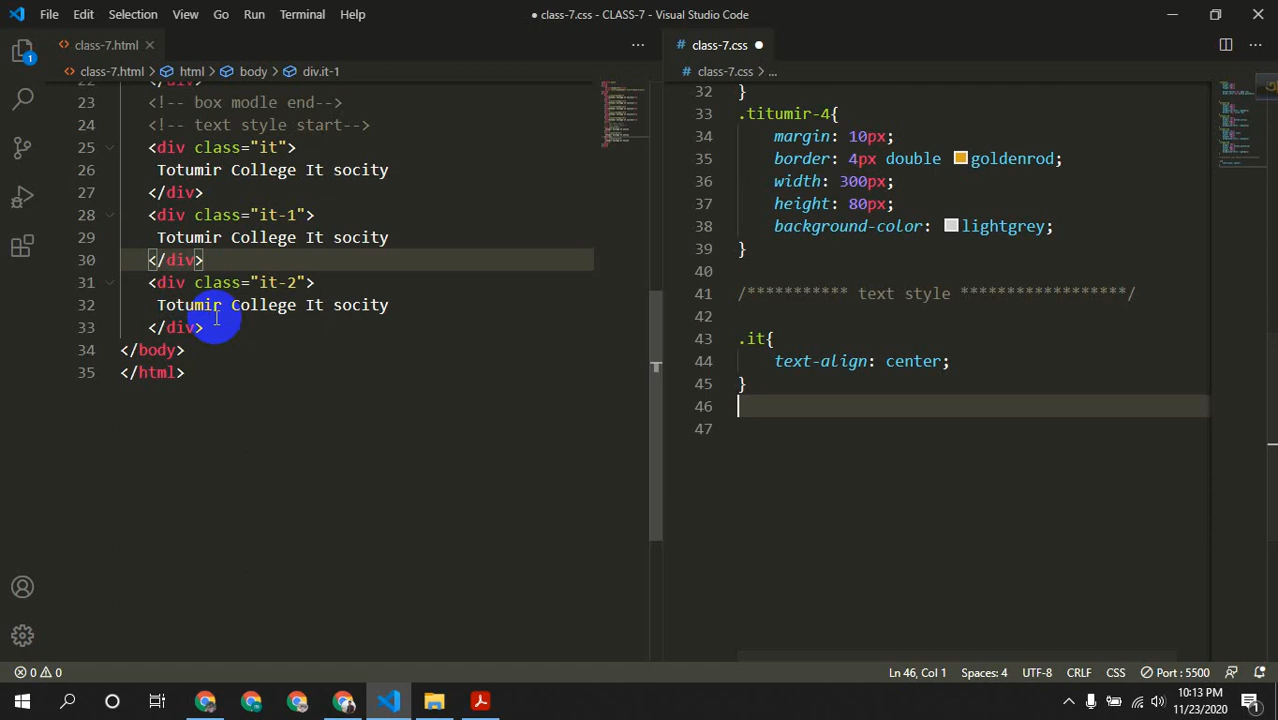 File Edit Selection View Go Run Terminal Help
● class-7.css - CLASS-7 - Visual Studio Code
class-7.html
class-7.html > html > body > div.it-1
23 <!-- box modle end-->
24 <!-- text style start-->
25 <div class="it">
26 Totumir College It socity
27 </div>
28 <div class="it-1">
29 Totumir College It socity
30 </div>
31 <div class="it-2">
32 Totumir College It socity
33 </div>
34 </body>
35 </html>
# class-7.css ●
# class-7.css > ...
32 }
33 .titumir-4{
34 margin: 10px;
35 border: 4px double goldenrod;
36 width: 300px;
37 height: 80px;
38 background-color: lightgrey;
39 }
40
41 /*********** text style ******************/
42
43 .it{
44 text-align: center;
45 }
46
47
1
0 0
Ln 46, Col 1 Spaces: 4 UTF-8 CRLF CSS Port : 5500
10:13 PM
11/23/2020
1